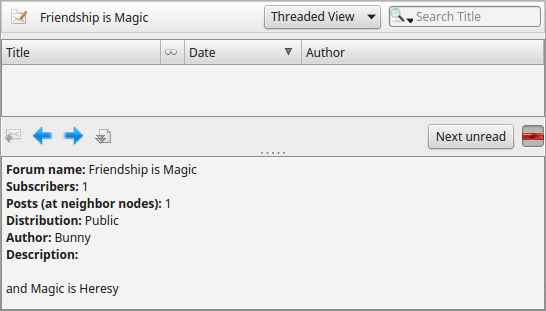 Friendship is Magic
Threaded View
Search Title
Title
Date
Author
Next unread
Forum name: Friendship is Magic
Subscribers: 1
Posts (at neighbor nodes): 1
Distribution: Public
Author: Bunny
Description:
and Magic is Heresy